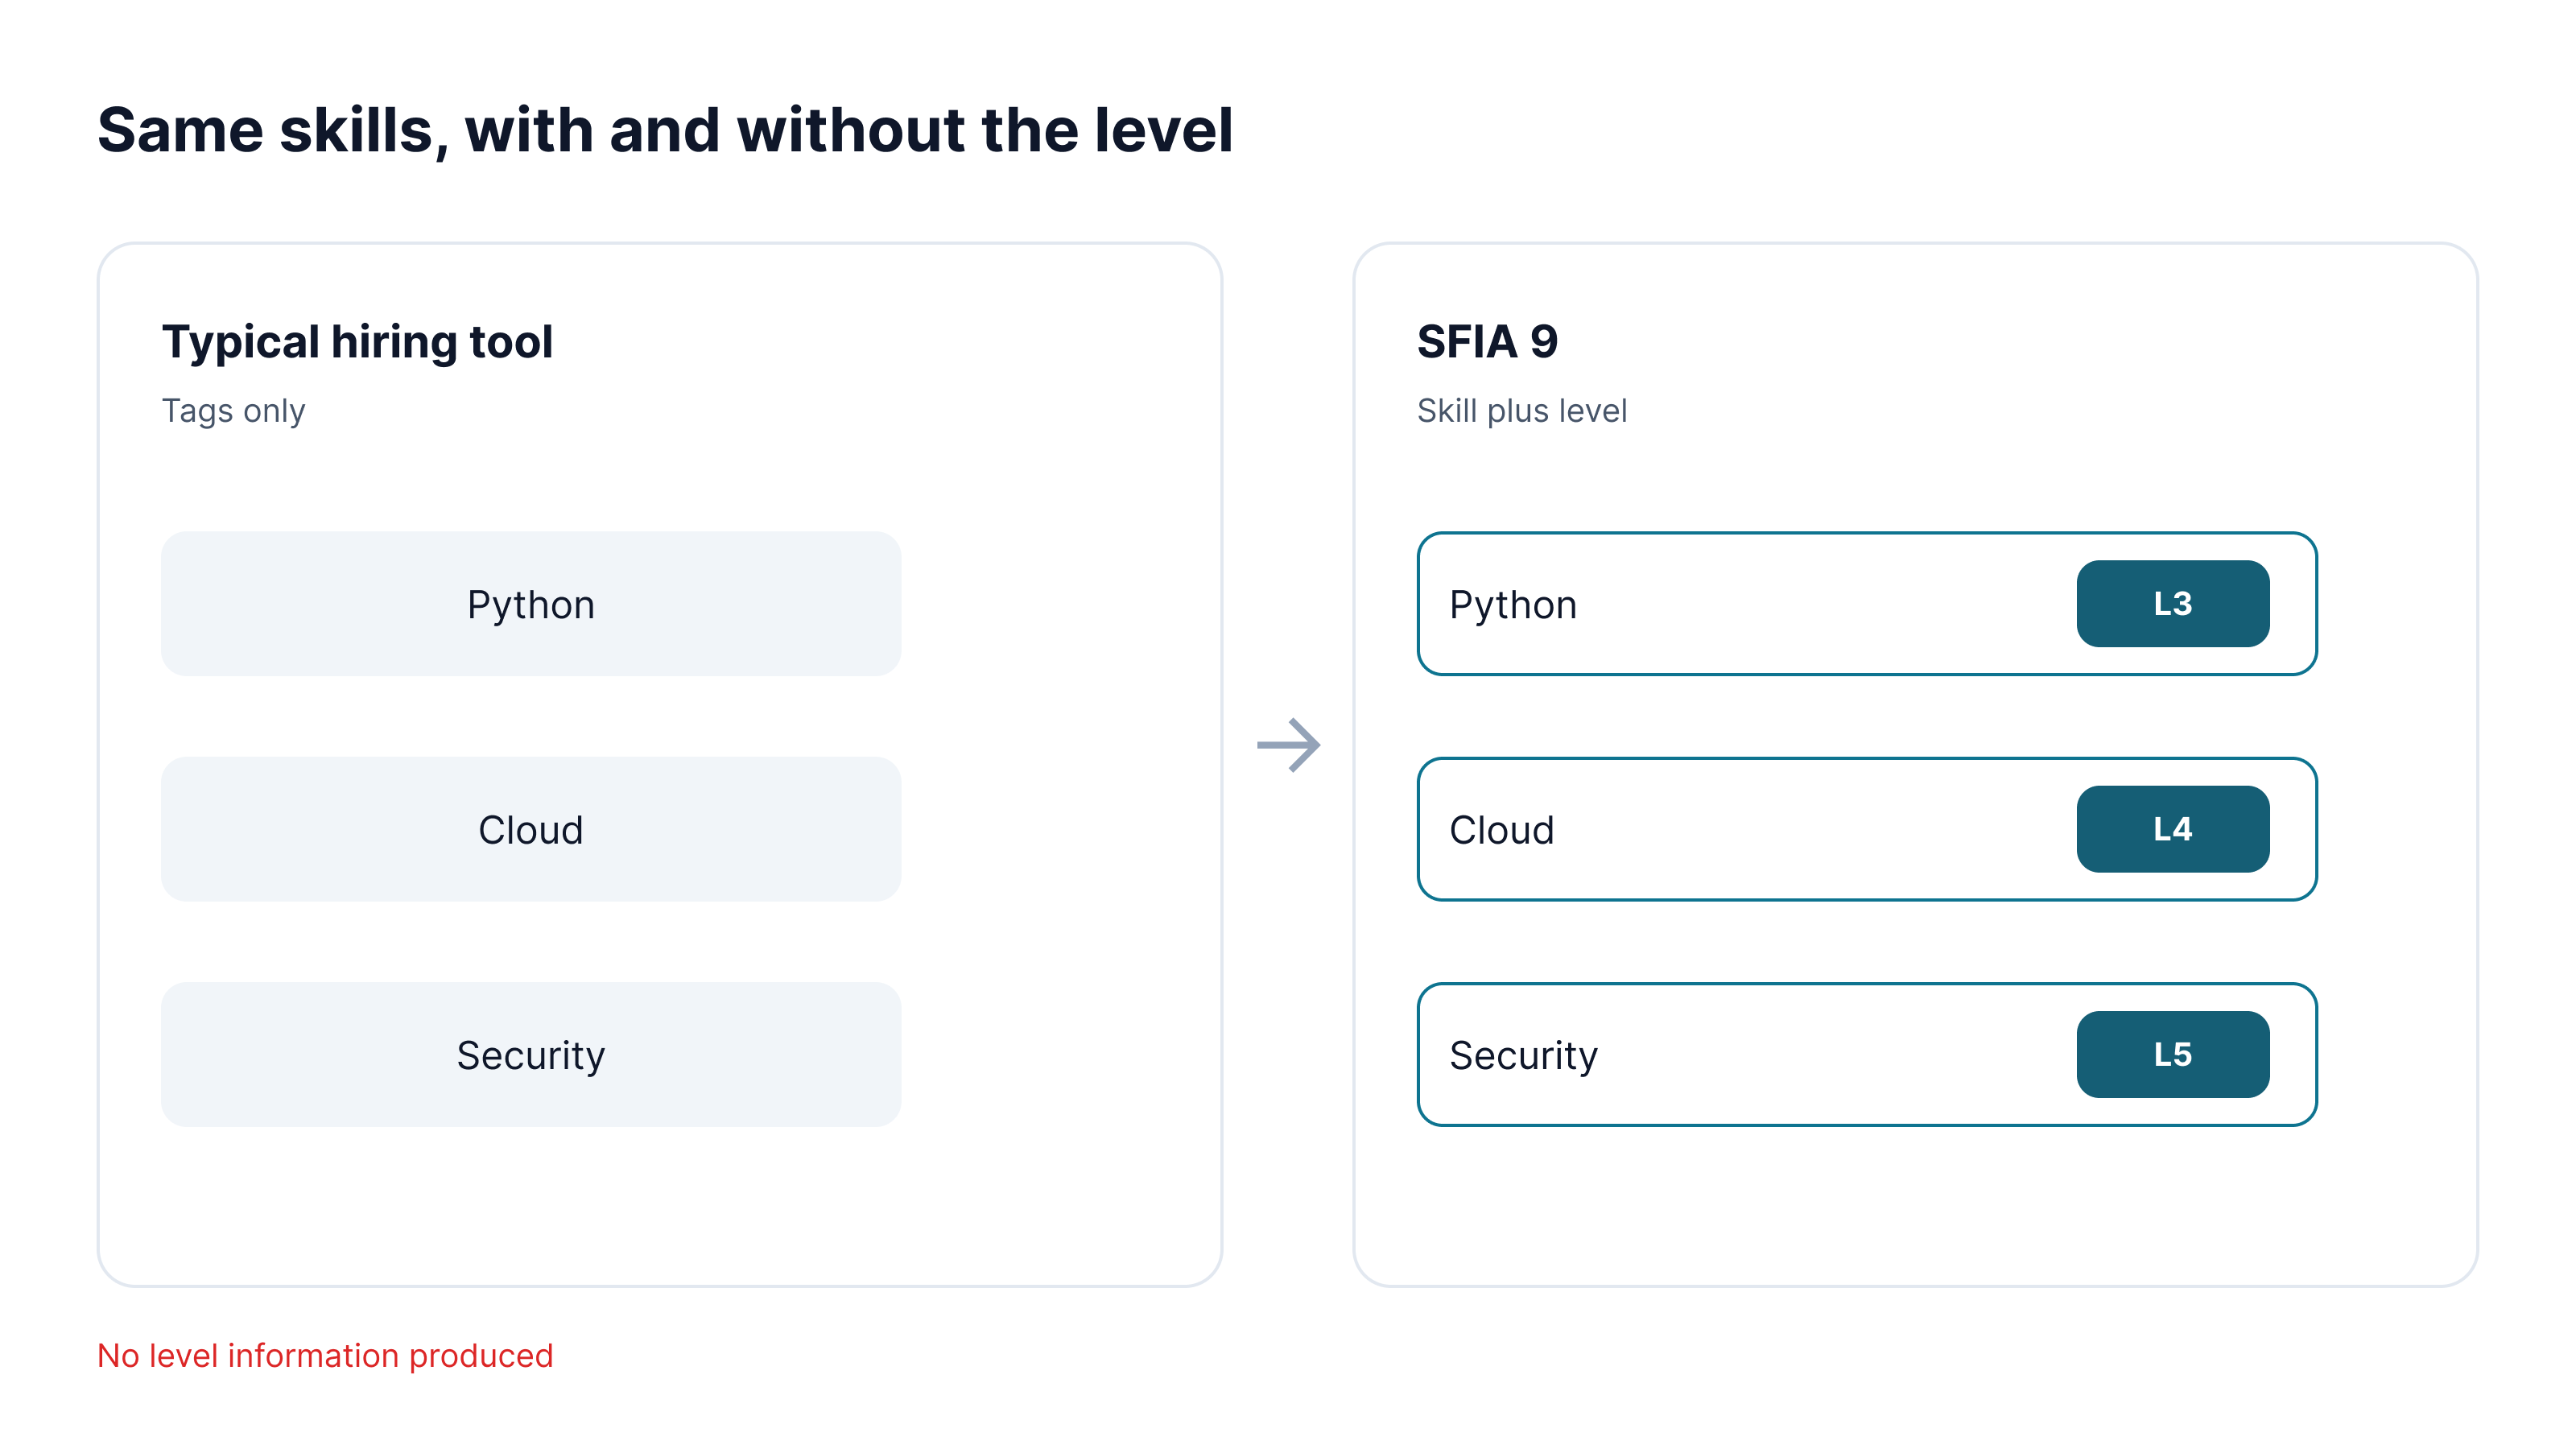 Same skills, with and without the level
Typical hiring tool
Tags only
Python
Cloud
Security
SFIA 9
Skill plus level
Python
L3
Cloud
L4
Security
L5
No level information produced